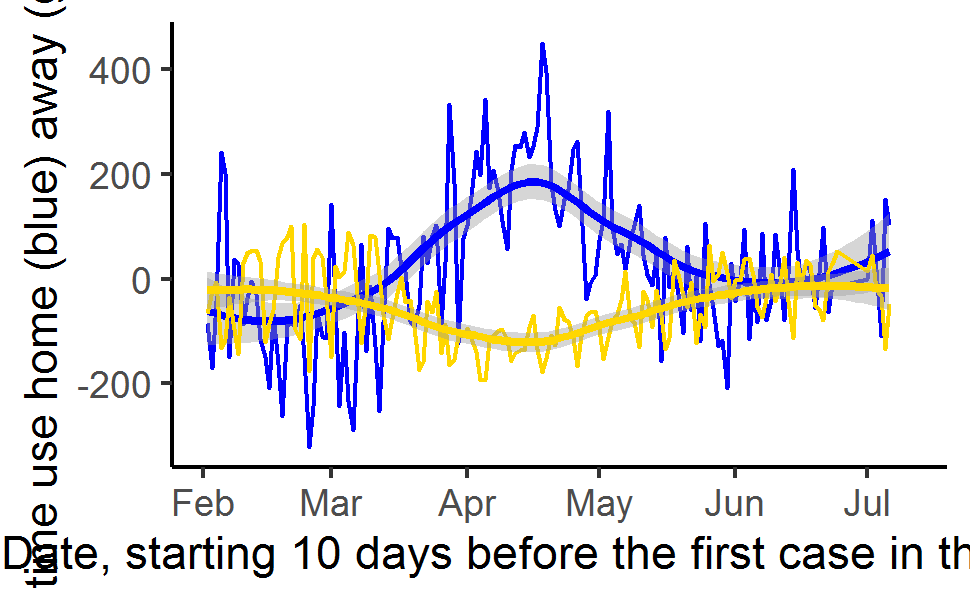 time use home (blue) away (
400
200
0
-200
Feb Mar Apr May Jun Jul
Date, starting 10 days before the first case in th